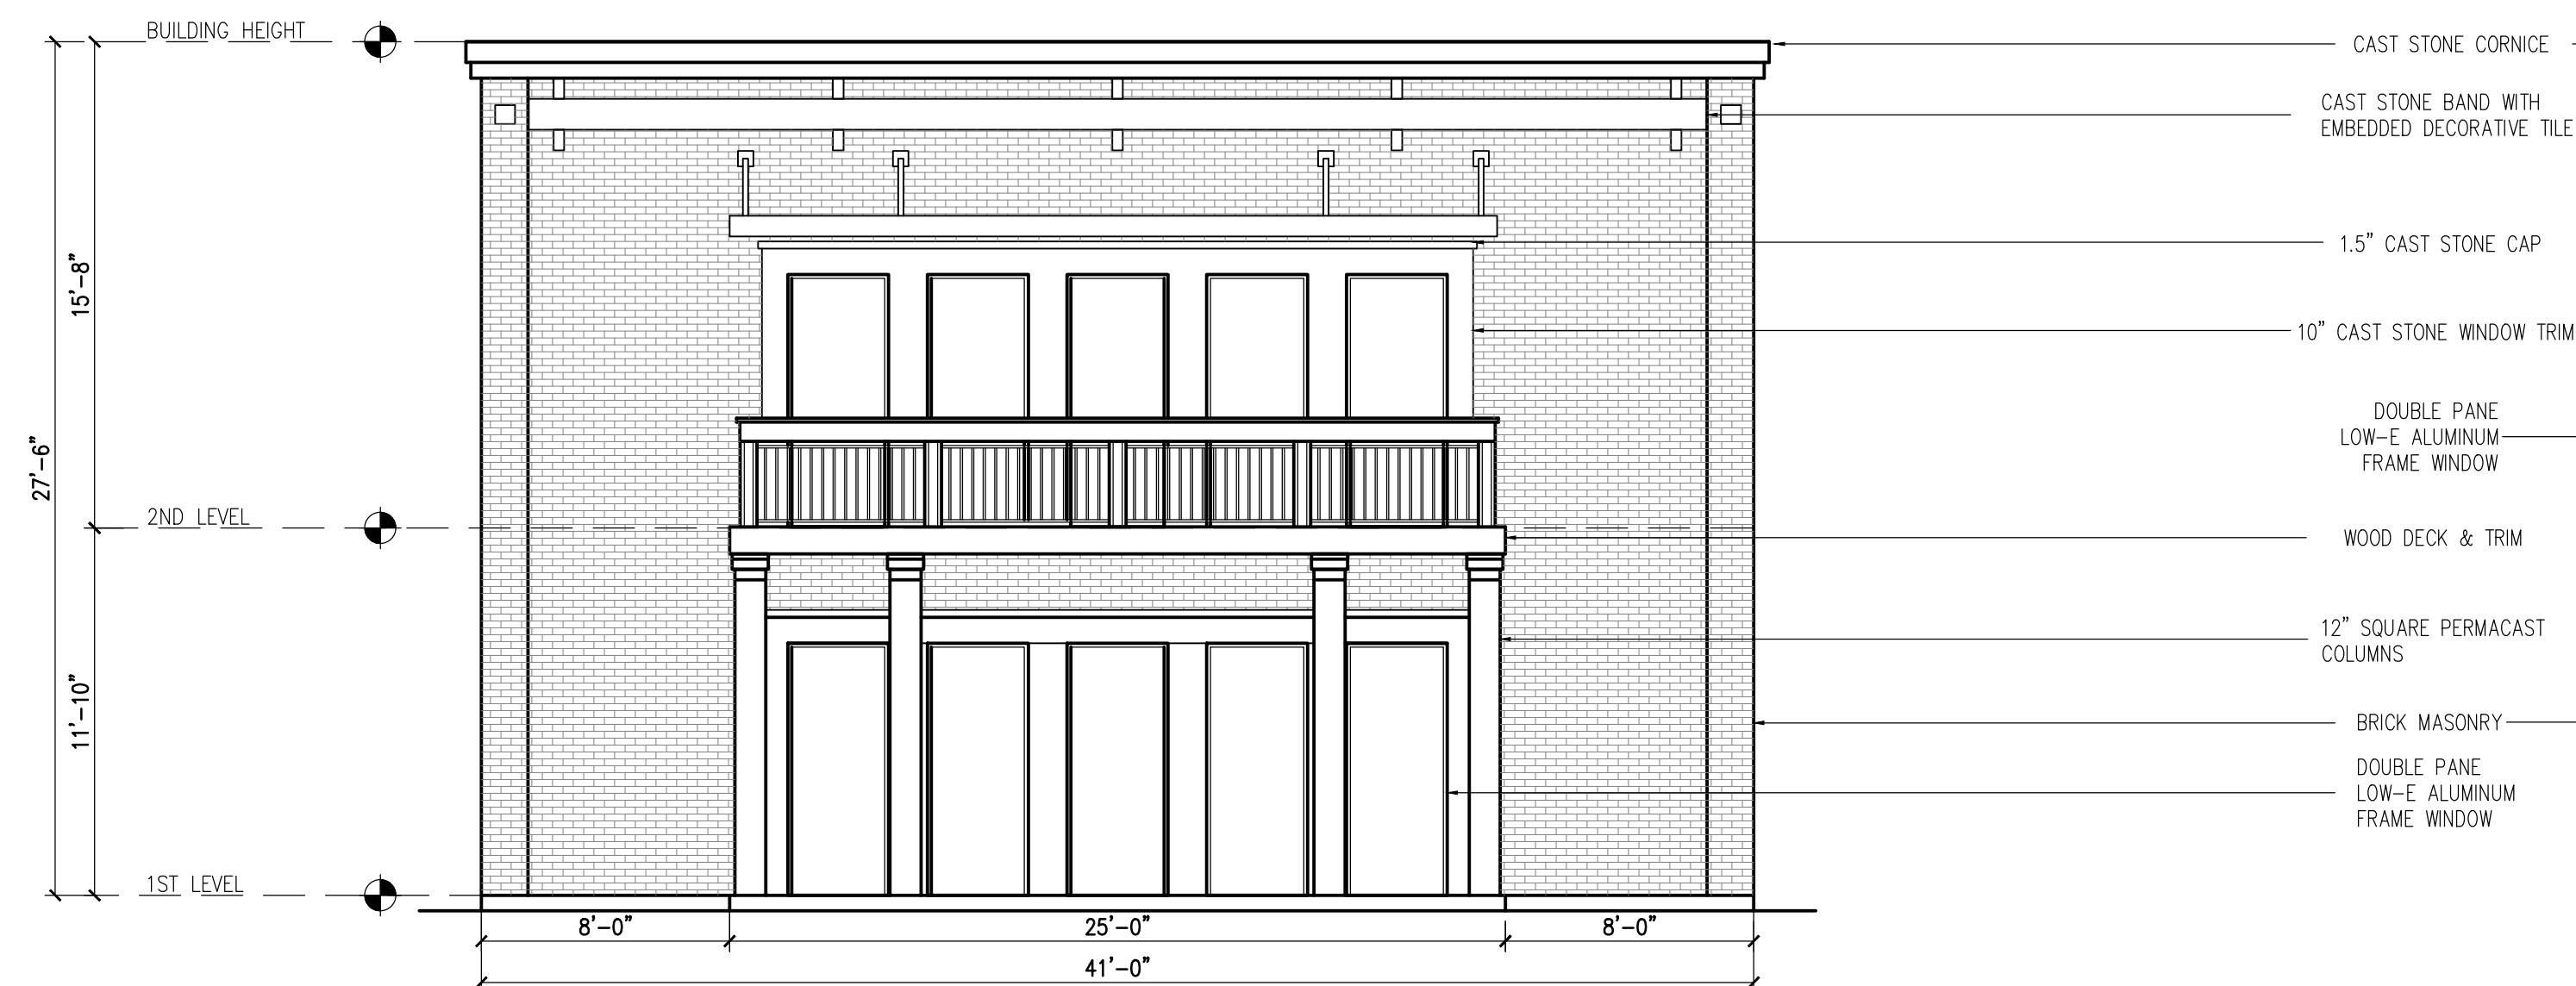 BUILDING HEIGHT
CAST STONE CORNICE
CAST STONE BAND WITH
EMBEDDED DECORATIVE TILE
15'-8"
1.5" CAST STONE CAP
10" CAST STONE WINDOW TRIM
DOUBLE PANE
LOW-E ALUMINUM
FRAME WINDOW
27'-6"
2ND LEVEL
WOOD DECK & TRIM
12" SQUARE PERMACAST
COLUMNS
11'-10"
BRICK MASONRY
DOUBLE PANE
LOW-E ALUMINUM
FRAME WINDOW
1ST LEVEL
8'-0"
25'-0"
8'-0"
41'-0"